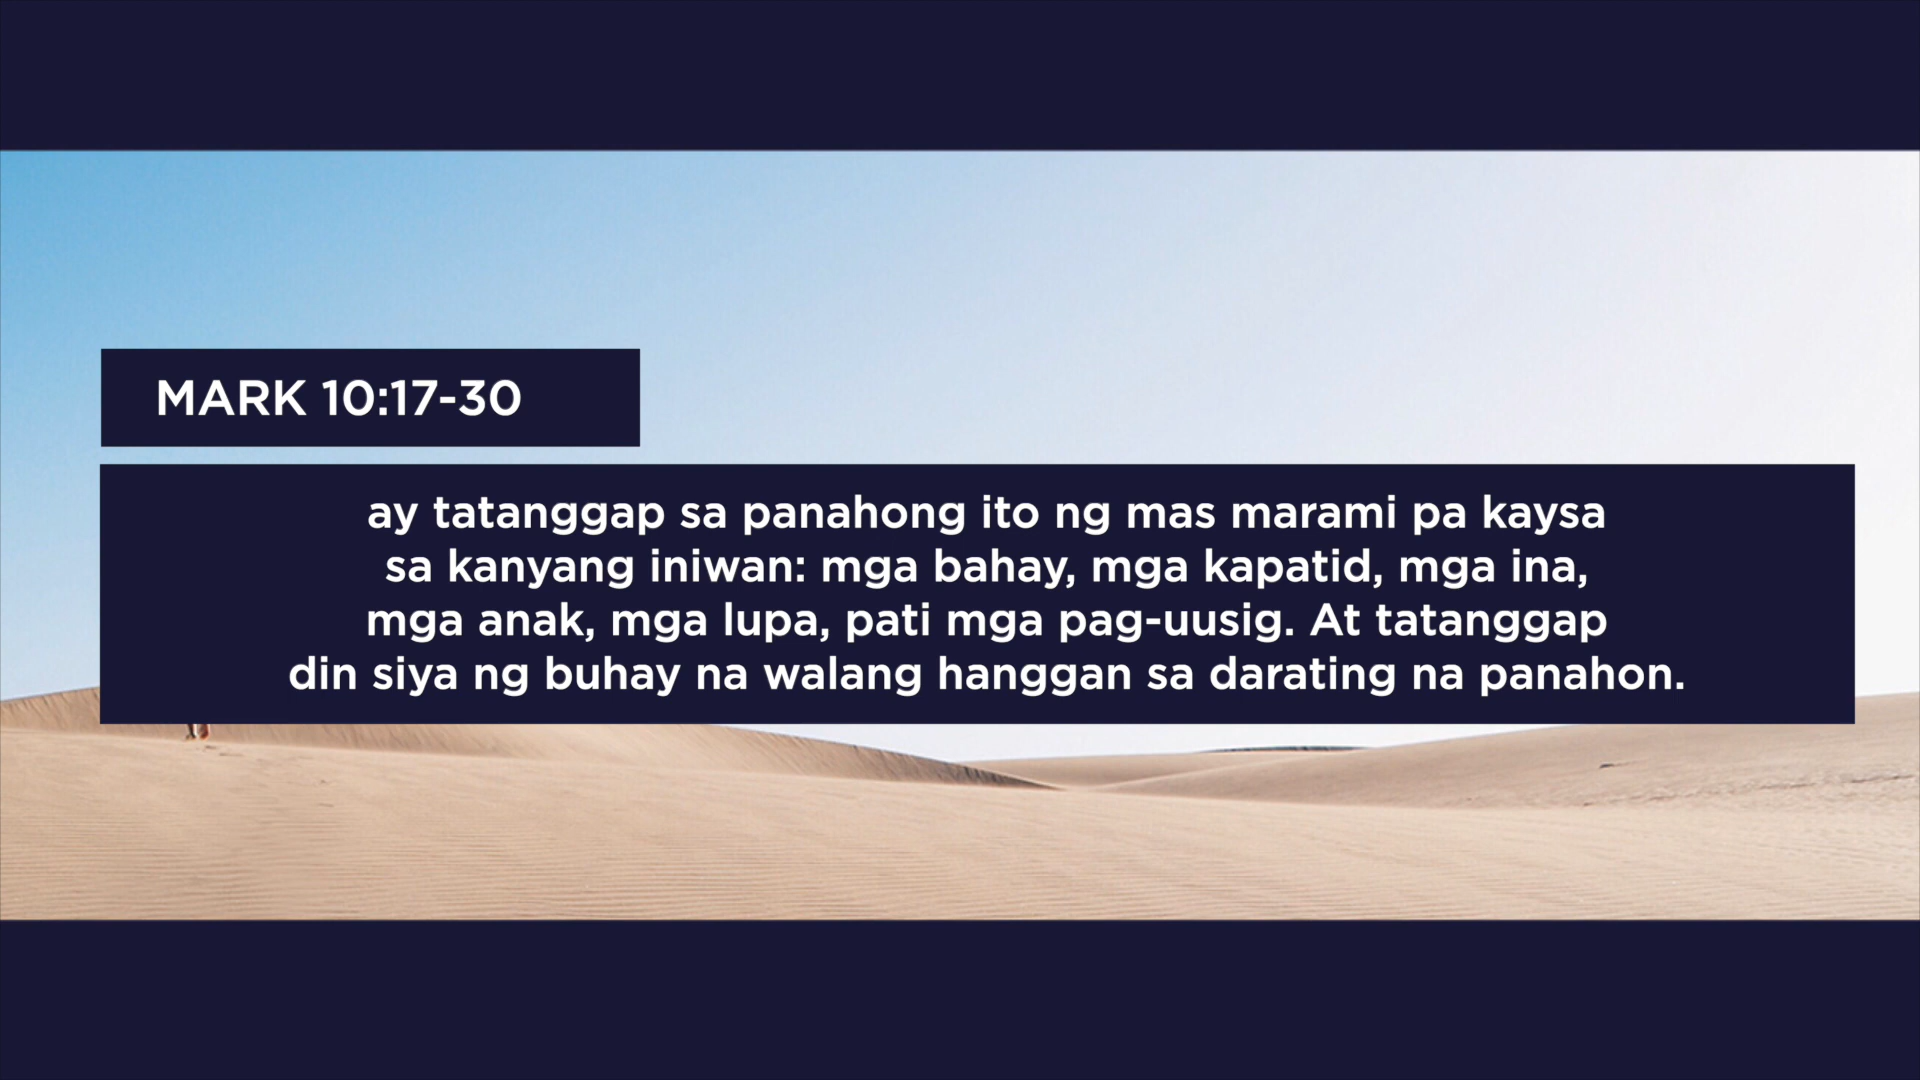 MARK 10:17-30
ay tatanggap sa panahong ito ng mas marami pa kaysa
sa kanyang iniwan: mga bahay, mga kapatid, mga ina,
mga anak, mga lupa, pati mga pag-uusig. At tatanggap
din siya ng buhay na walang hanggan sa darating na panahon.